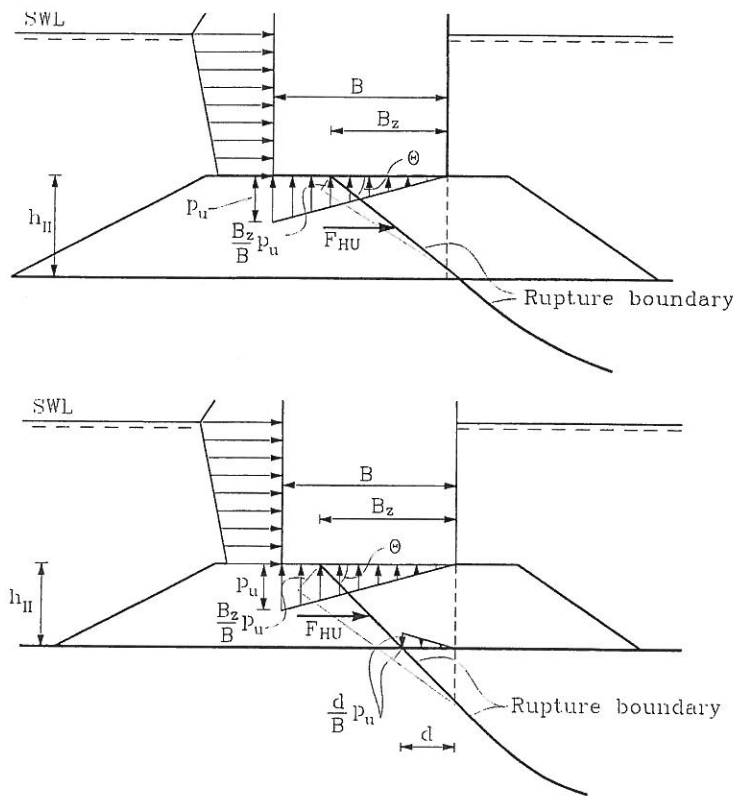 SWL
B
B_z
Θ
p_u
h_II
B_z/B p_u
F_HU
Rupture boundary
SWL
B
B_z
Θ
p_u
h_II
B_z/B p_u
F_HU
d/B p_u
Rupture boundary
d